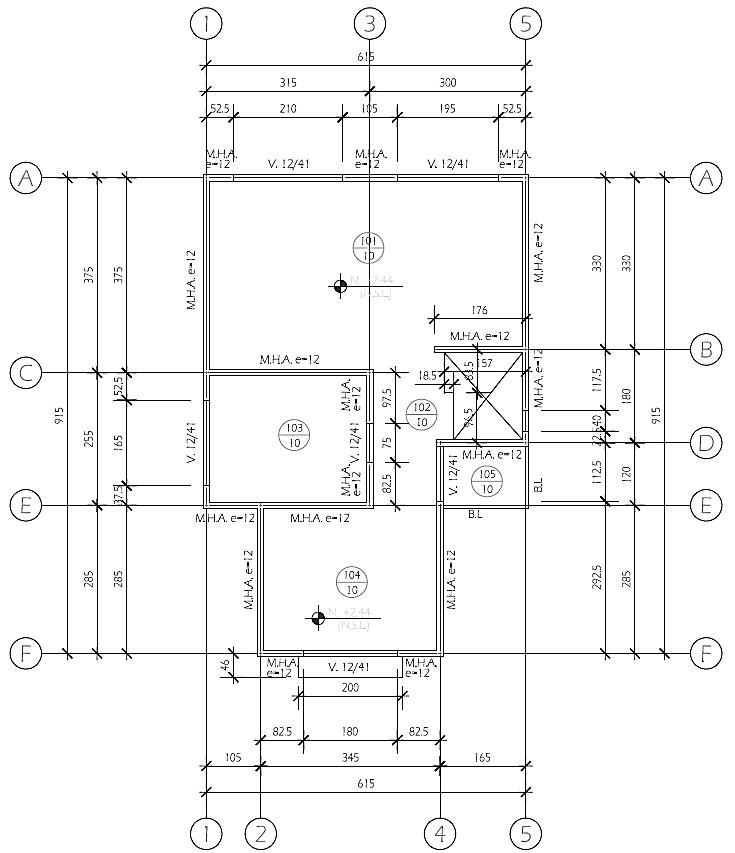 1 3 5
615
315 300
52.5 210 105 195 52.5
M.H.A. e=12
V. 12/41
M.H.A. e=12
V. 12/41
M.H.A. e=12
A A
101
10
N. +2.44
(N.S.L.)
375 375
M.H.A. e=12
M.H.A. e=12
330 330
176
M.H.A. e=12
B
M.H.A. e=12
C
M.H.A. e=12
157
63.5
18.5
915
52.5
255 165
37.5
V. 12/41
103
10
M.H.A.
e=12
V. 12/41
M.H.A.
e=12
97.5
75
82.5
102
10
94.5
117.5
180
40
22.5
915
D
M.H.A. e=12
V. 12/41
105
10
B.L
B.L
112.5
120
E E
M.H.A. e=12 M.H.A. e=12
285 285
M.H.A. e=12
104
10
N. +2.44
(N.S.L.)
M.H.A. e=12
292.5 285
F F
46
M.H.A.
e=12
V. 12/41
M.H.A.
e=12
200
82.5 180 82.5
105 345 165
615
1 2 4 5